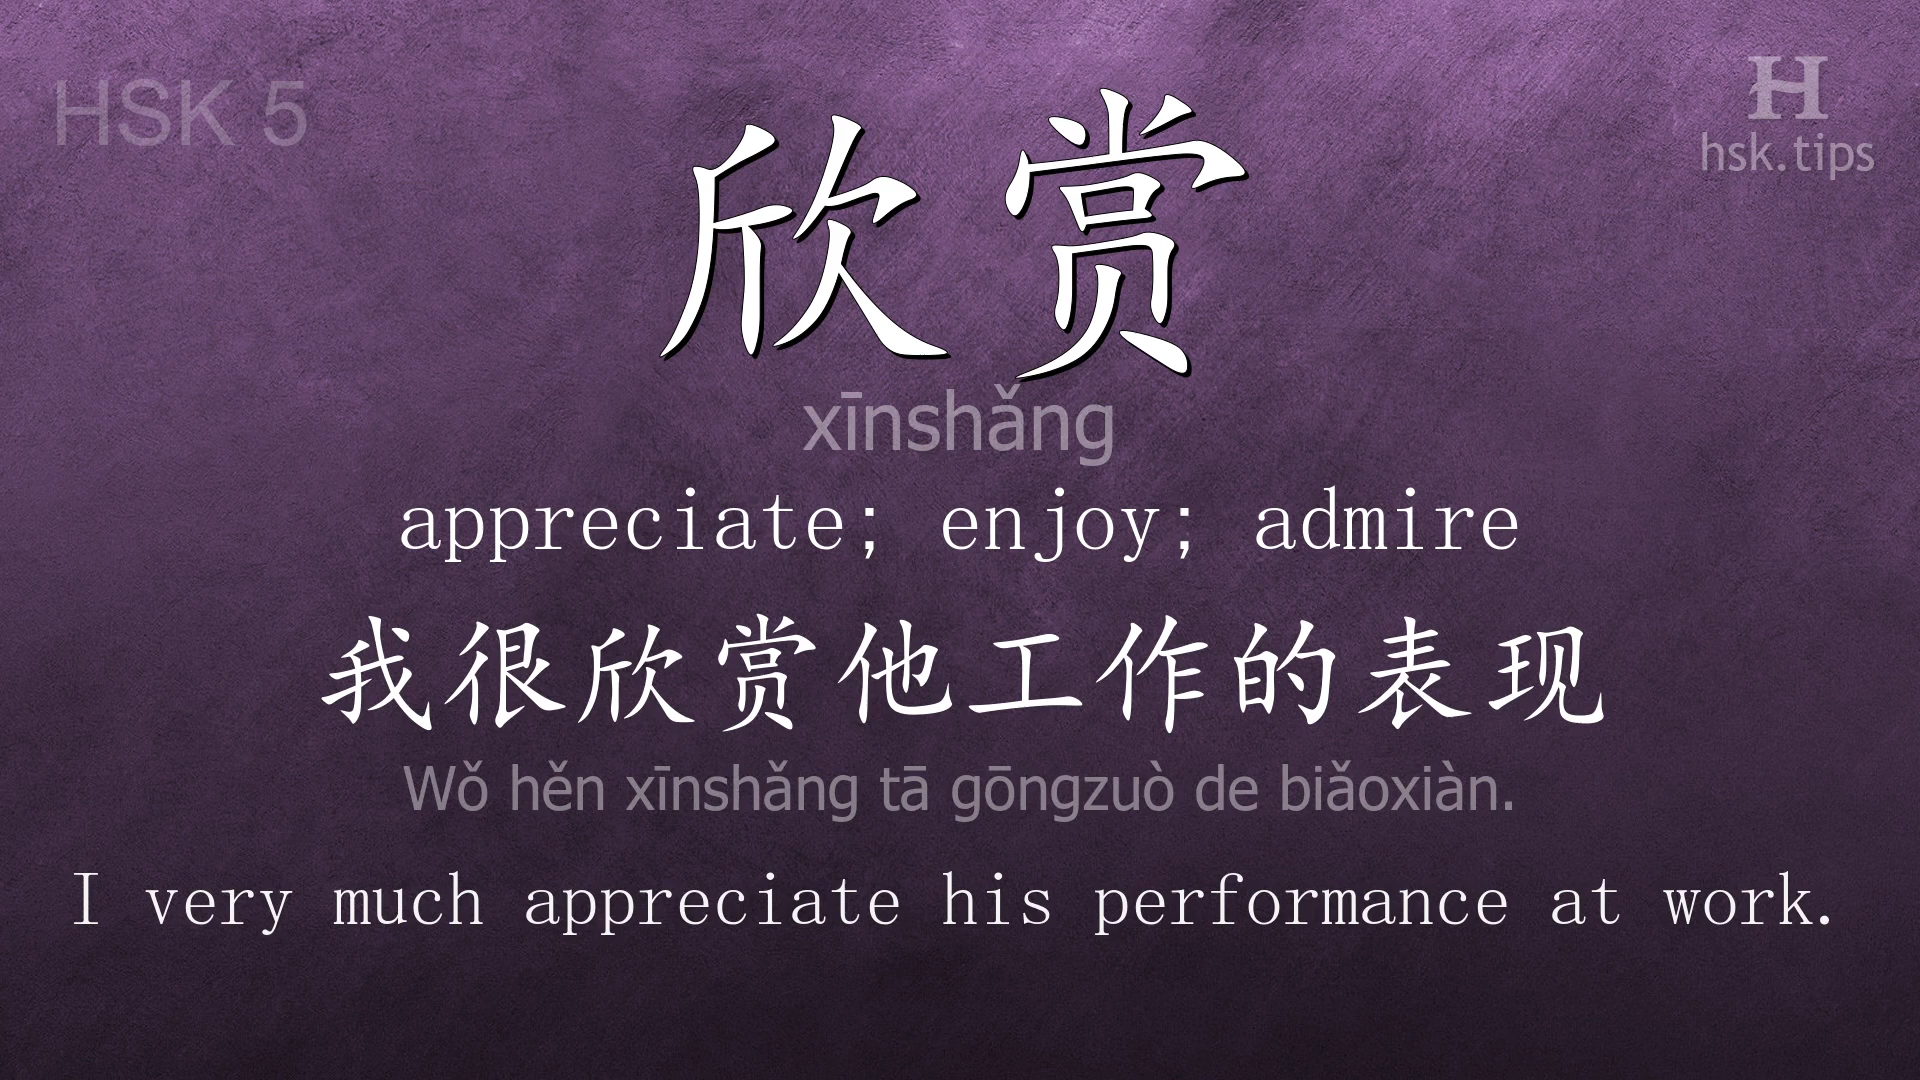 HSK 5
H
hsk.tips
欣赏
xīnshǎng
appreciate; enjoy; admire
我很欣赏他工作的表现
Wǒ hěn xīnshǎng tā gōngzuò de biǎoxiàn.
I very much appreciate his performance at work.